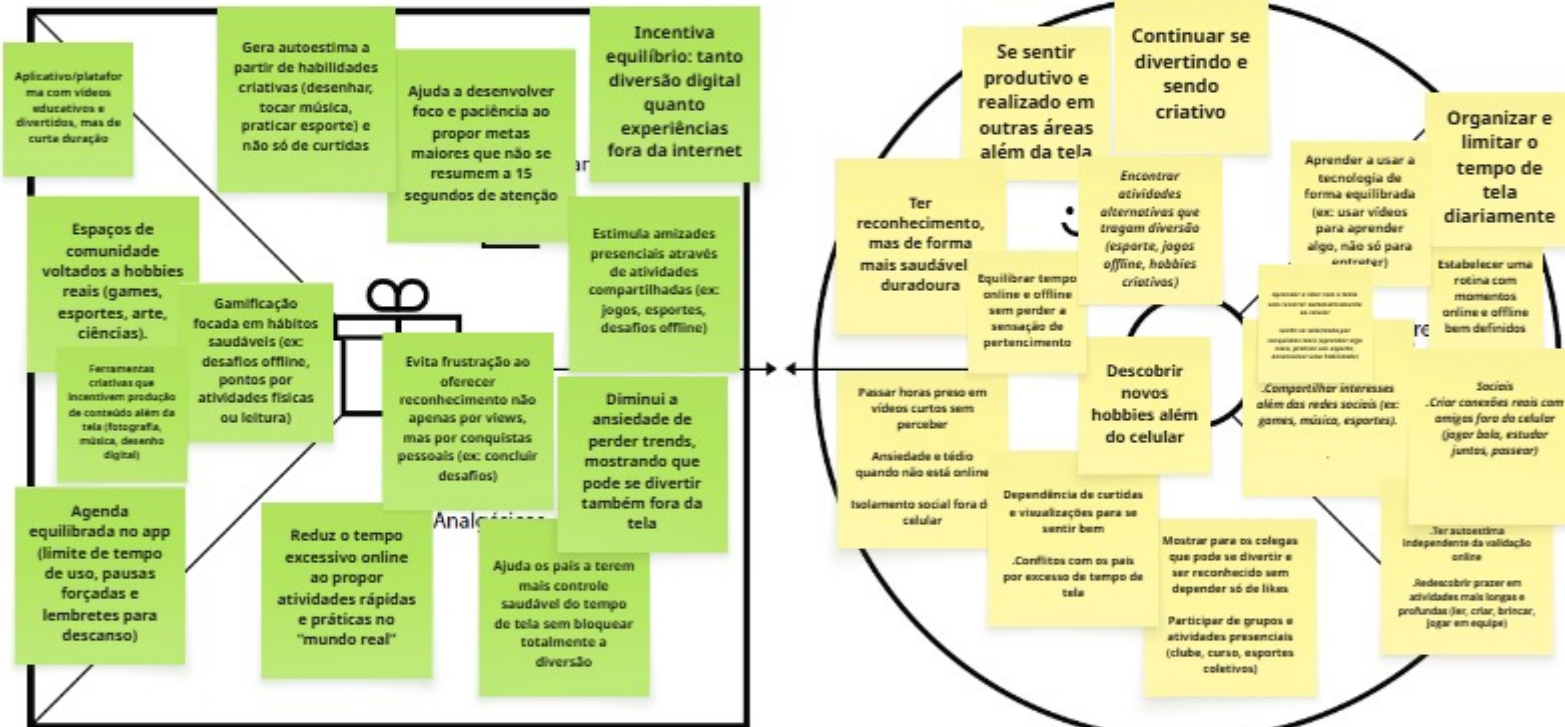 Aplicativo/platafor
ma com vídeos
educativos e
divertidos, mas de
curta duração
Gera autoestima a
partir de habilidades
criativas (desenhar,
tocar música,
praticar esporte) e
não só de curtidas
Ajuda a desenvolver
foco e paciência ao
propor metas
maiores que não se
resumem a 15
segundos de atenção
Incentiva
equilíbrio: tanto
diversão digital
quanto
experiências
fora da internet
Espaços de
comunidade
voltados a hobbies
reais (games,
esportes, arte,
ciências).
Gamificação
focada em hábitos
saudáveis (ex:
desafios offline,
pontos por
atividades físicas
ou leitura)
Estimula amizades
presenciais através
de atividades
compartilhadas (ex:
jogos, esportes,
desafios offline)
Ferramentas
criativas que
incentivem produção
de conteúdo além da
tela (fotografia,
música, desenho
digital)
Evita frustração ao
oferecer
reconhecimento não
apenas por views,
mas por conquistas
pessoais (ex: concluir
desafios)
Diminui a
ansiedade de
perder trends,
mostrando que
pode se divertir
também fora da
tela
Agenda
equilibrada no app
(limite de tempo
de uso, pausas
forçadas e
lembretes para
descanso)
Reduz o tempo
excessivo online
ao propor
atividades rápidas
e práticas no
"mundo real"
Analgésicos
Ajuda os pais a terem
mais controle
saudável do tempo
de tela sem bloquear
totalmente a
diversão
Se sentir
produtivo e
realizado em
outras áreas
além da tela
Continuar se
divertindo e
sendo
criativo
Organizar e
limitar o
tempo de
tela
diariamente
Ter
reconhecimento,
mas de forma
mais saudável
duradoura
Encontrar
atividades
alternativas que
tragam diversão
(esporte, jogos
offline, hobbies
criativos)
Aprender a usar a
tecnologia de
forma equilibrada
(ex: usar vídeos
para aprender
algo, não só para
entreter)
Equilibrar tempo
online e offline
sem perder a
sensação de
pertencimento
Estabelecer uma
rotina com
momentos
online e offline
bem definidos
Descobrir
novos
hobbies além
do celular
.Compartilhar interesses
além das redes sociais (ex:
games, música, esportes).
.
Sociais
.Criar conexões reais com
amigos fora do celular
(jogar bola, estudar
juntos, passear)
Passar horas preso em
vídeos curtos sem
perceber
Ansiedade e tédio
quando não está online
Isolamento social fora do
celular
Dependência de curtidas
e visualizações para se
sentir bem
.Conflitos com os pais
por excesso de tempo de
tela
Mostrar para os colegas
que pode se divertir e
ser reconhecido sem
depender só de likes
Participar de grupos e
atividades presenciais
(clube, curso, esportes
coletivos)
.Ter autoestima
independente da validação
online
.Redescobrir prazer em
atividades mais longas e
profundas (ler, criar, brincar,
jogar em equipe)